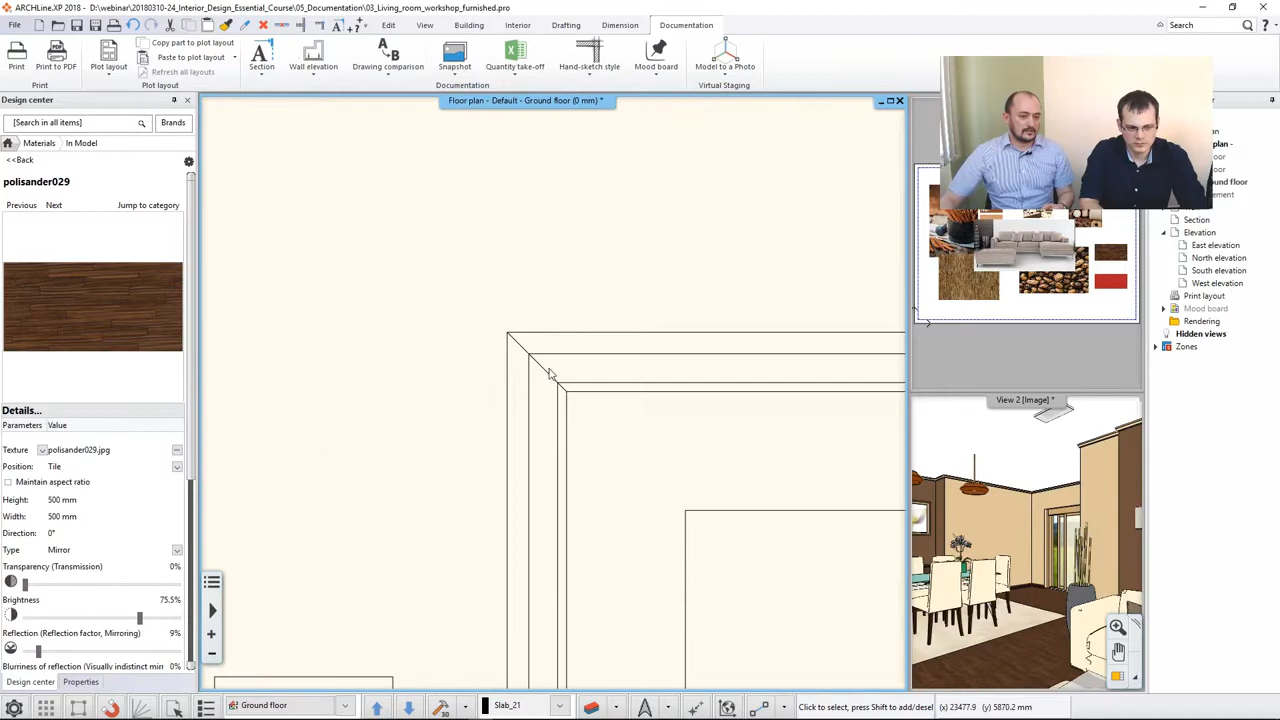 ARCHLine.XP 2018 - D:\webinar\20180310-24_Interior_Design_Essential_Course\05_Documentation\03_Living_room_workshop_furnished.pro
File Edit View Building Interior Drafting Dimension Documentation Search
Copy part to plot layout
Paste to plot layout
Refresh all layouts
Print Print to PDF Plot layout Section Wall elevation Drawing comparison Snapshot Quantity take-off Hand-sketch style Mood board Model to a Photo
Print Plot layout Documentation Virtual Staging
Design center
[Search in all items] Brands
Materials In Model
<<Back
polisander029
Previous Next Jump to category
Details...
Parameters Value
Texture polisander029.jpg
Position: Tile
Maintain aspect ratio
Height: 500 mm
Width: 500 mm
Direction: 0°
Type Mirror
Transparency (Transmission) 0%
Brightness 75.5%
Reflection (Reflection factor, Mirroring) 9%
Blurriness of reflection (Visually indistinct mirr 0%
Design center Properties
Floor plan - Default - Ground floor (0 mm) *
View 2 [Image] *
Section
Elevation
East elevation
North elevation
South elevation
West elevation
Print layout
Mood board
Rendering
Hidden views
Zones
Ground floor
Slab_21
Click to select, press Shift to add/desel
(x) 23477.9 (y) 5870.2 mm